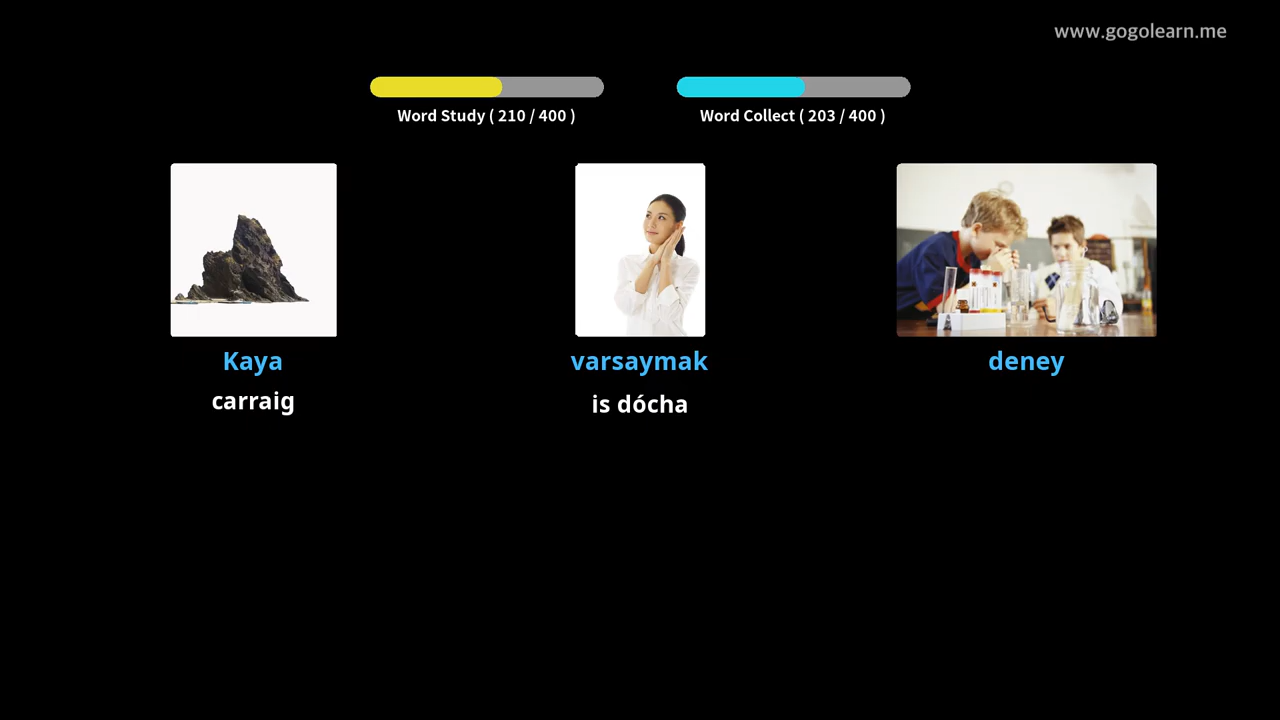 www.gogolearn.me
Word Study ( 210 / 400 )
Word Collect ( 203 / 400 )
Kaya
varsaymak
deney
carraig
is dócha